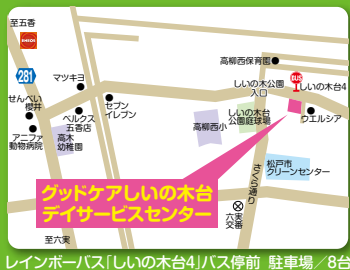 至五香
高柳西保育園
281
マツキヨ
しいの木公園
入口
BUS
しいの木台4
せんべい
櫻井
ベルクス
五香店
セブン
イレブン
高柳西小
しいの木台
公園庭球場
ウエルシア
アニファ
動物病院
高木
幼稚園
さくら通り
松戸市
クリーンセンター
グッドケアしいの木台
デイサービスセンター
六実
交番
至六実
レインボーバス「しいの木台4」バス停前 駐車場/8台